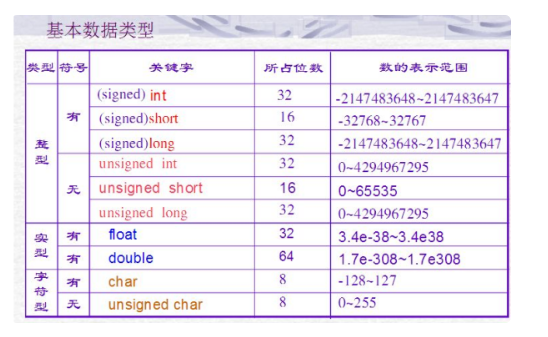 基本数据类型
类型 符号 关键字 所占位数 数的表示范围
整型 有 (signed) int 32 -2147483648~2147483647
(signed)short 16 -32768~32767
(signed)long 32 -2147483648~2147483647
无 unsigned int 32 0~4294967295
unsigned short 16 0~65535
unsigned long 32 0~4294967295
实型 有 float 32 3.4e-38~3.4e38
有 double 64 1.7e-308~1.7e308
字符型 有 char 8 -128~127
无 unsigned char 8 0~255